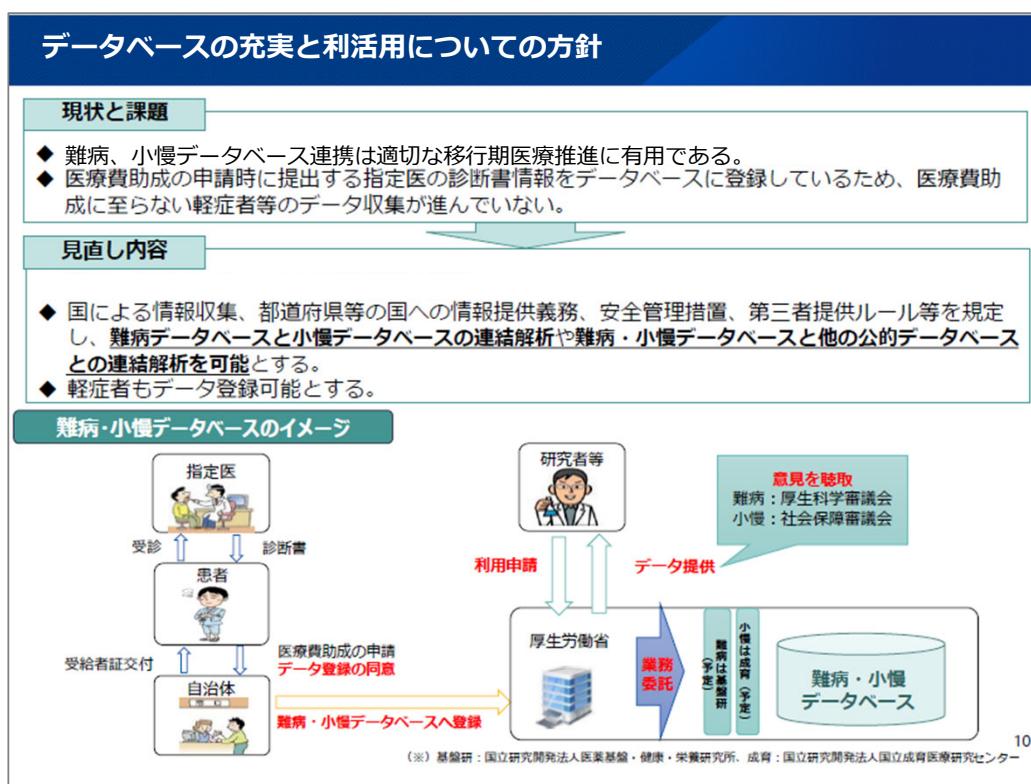 データベースの充実と利活用についての方針
現状と課題
◆ 難病、小慢データベース連携は適切な移行期医療推進に有用である。
◆ 医療費助成の申請時に提出する指定医の診断書情報をデータベースに登録しているため、医療費助
成に至らない軽症者等のデータ収集が進んでいない。
見直し内容
◆ 国による情報収集、都道府県等の国への情報提供義務、安全管理措置、第三者提供ルール等を規定
し、難病データベースと小慢データベースの連結解析や難病・小慢データベースと他の公的データベース
との連結解析を可能とする。
◆ 軽症者もデータ登録可能とする。
難病・小慢データベースのイメージ
指定医
受診
診断書
患者
受給者証交付
医療費助成の申請
データ登録の同意
自治体
難病・小慢データベースへ登録
研究者等
利用申請
データ提供
意見を聴取
難病：厚生科学審議会
小慢：社会保障審議会
厚生労働省
業務
委託
難病は基盤研
（予定）
小慢は成育（予定）
難病・小慢
データベース
（※）基盤研：国立研究開発法人医薬基盤・健康・栄養研究所、成育：国立研究開発法人国立成育医療研究センター
10